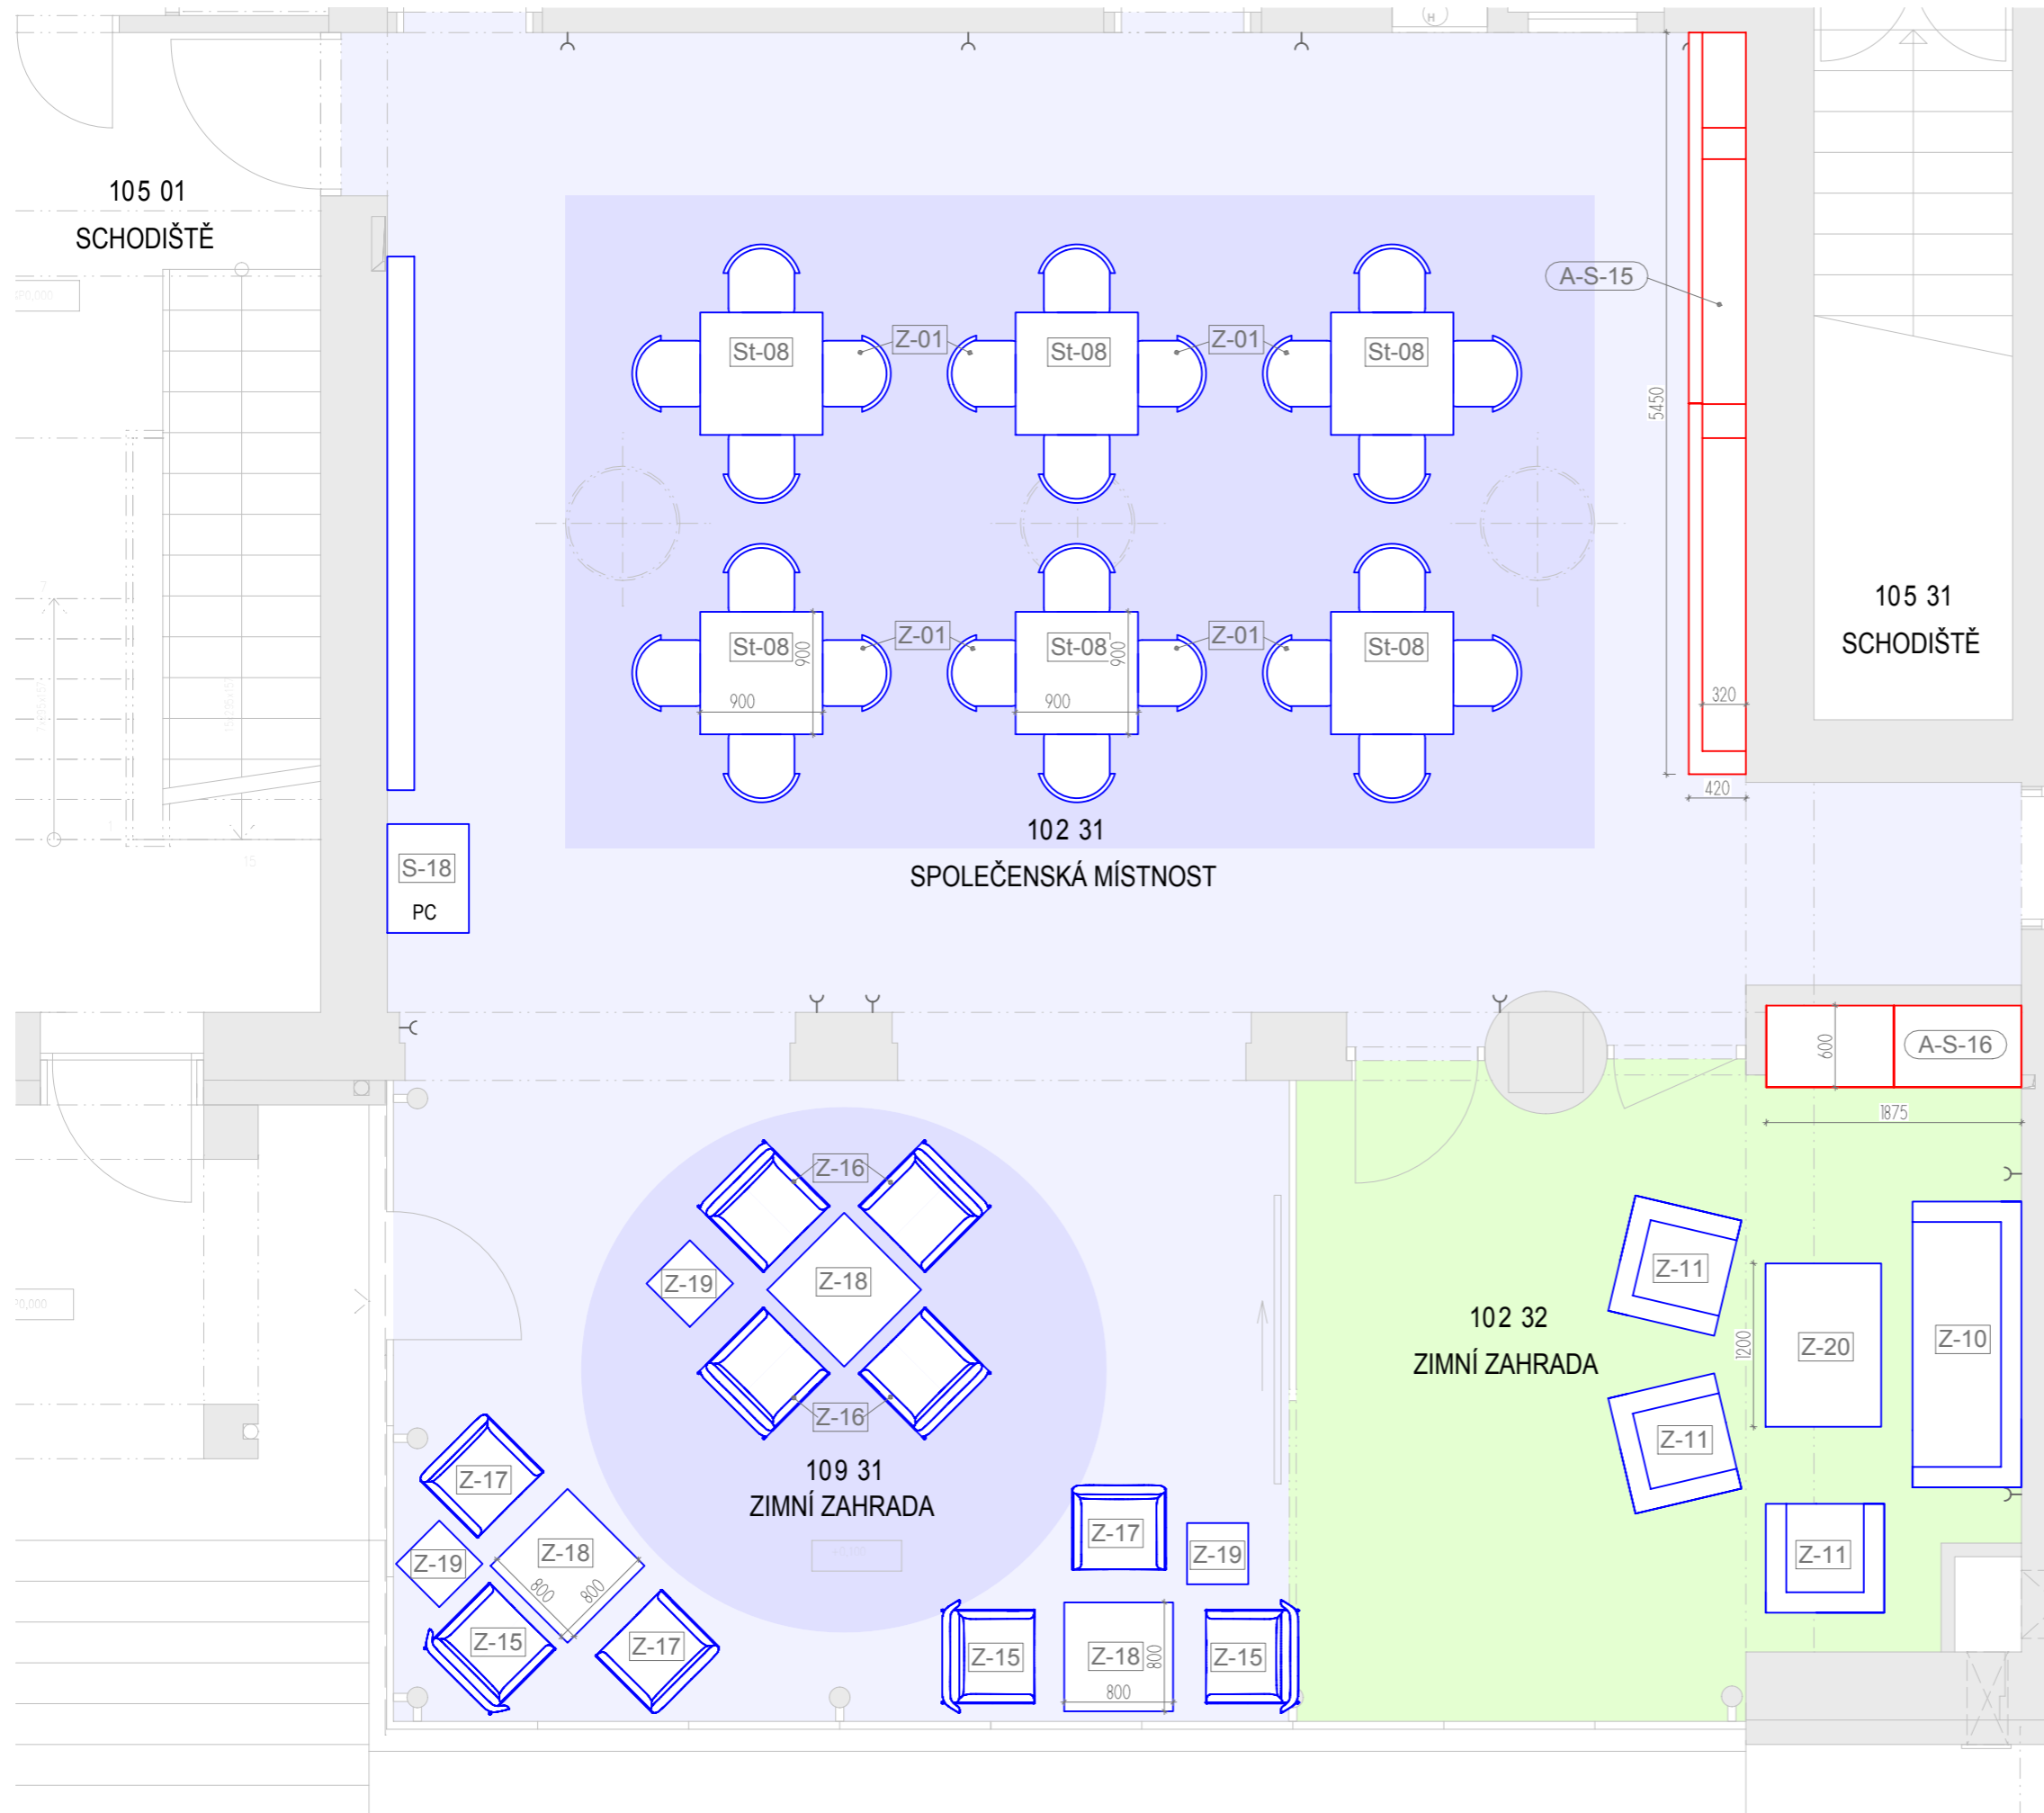 H
105 01
SCHODIŠTĚ
A-S-15
St-08
Z-01
St-08
Z-01
St-08
5450
105 31
SCHODIŠTĚ
St-08
900
900
Z-01
St-08
900
900
Z-01
St-08
320
420
102 31
SPOLEČENSKÁ MÍSTNOST
S-18
PC
15
600
A-S-16
1875
Z-16
Z-19
Z-18
Z-16
Z-11
102 32
ZIMNÍ ZAHRADA
1200
Z-20
Z-10
Z-11
109 31
ZIMNÍ ZAHRADA
Z-17
Z-19
Z-18
800
800
Z-15
Z-17
Z-17
Z-19
Z-11
Z-15
Z-18
800
800
Z-15